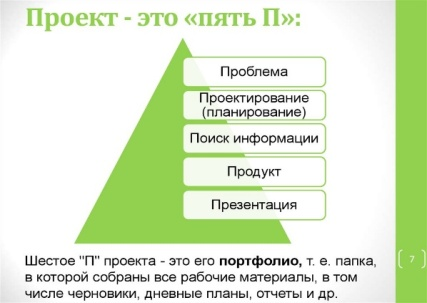 Проект - это «пять П»:
Проблема
Проектирование
(планирование)
Поиск информации
Продукт
Презентация
Шестое "П" проекта - это его портфолио, т. е. папка,
в которой собраны все рабочие материалы, в том
числе черновики, дневные планы, отчеты и др.
7